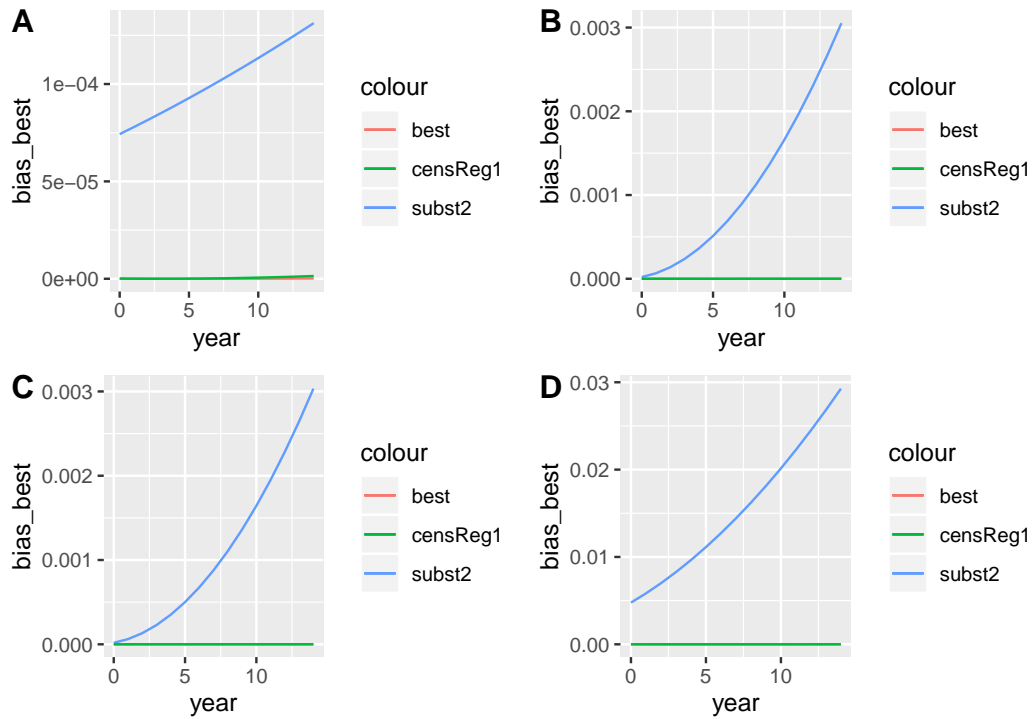 A
bias_best
1e−04
5e−05
0e+00
0
5
10
year
colour
best
censReg1
subst2
B
bias_best
0.003
0.002
0.001
0.000
0
5
10
year
colour
best
censReg1
subst2
C
bias_best
0.003
0.002
0.001
0.000
0
5
10
year
colour
best
censReg1
subst2
D
bias_best
0.03
0.02
0.01
0.00
0
5
10
year
colour
best
censReg1
subst2